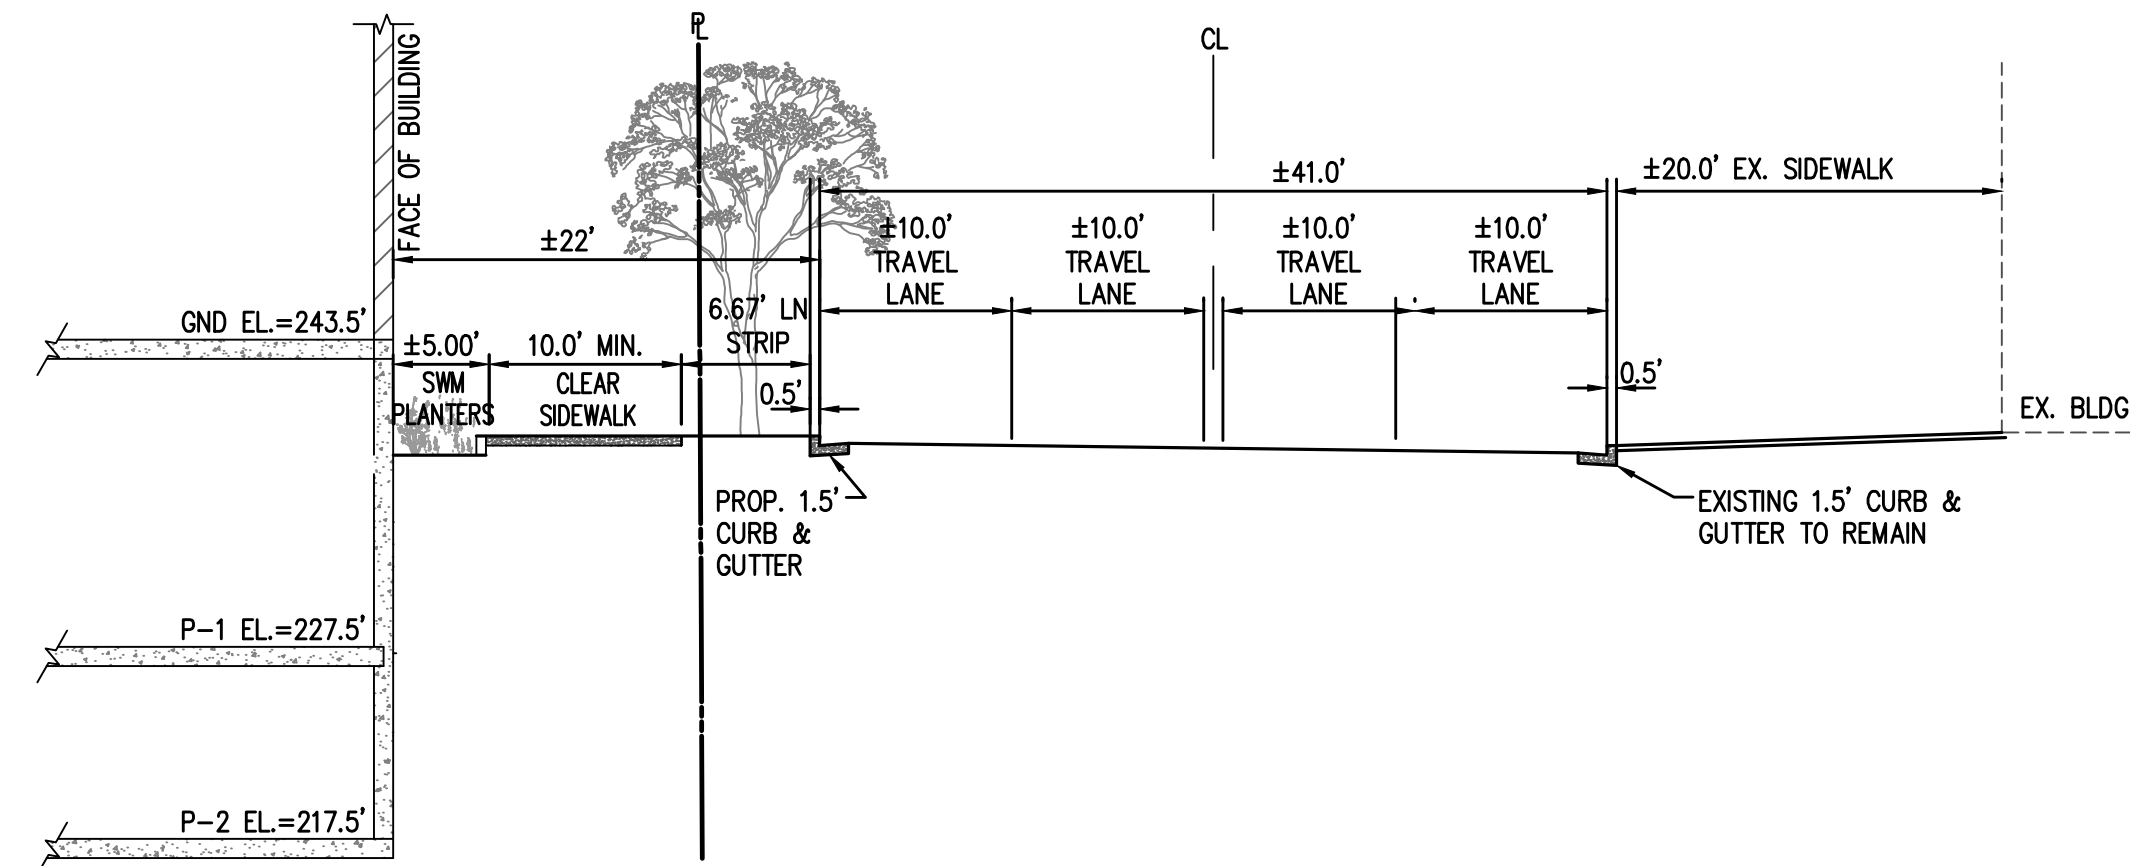 PL
CL
FACE OF BUILDING
±41.0'
±20.0' EX. SIDEWALK
±22'
±10.0'
TRAVEL
LANE
±10.0'
TRAVEL
LANE
±10.0'
TRAVEL
LANE
±10.0'
TRAVEL
LANE
GND EL.=243.5'
±5.00'
SWM
PLANTERS
10.0' MIN.
CLEAR
SIDEWALK
6.67' LN
STRIP
0.5'
0.5'
EX. BLDG
PROP. 1.5'
CURB &
GUTTER
EXISTING 1.5' CURB &
GUTTER TO REMAIN
P-1 EL.=227.5'
P-2 EL.=217.5'